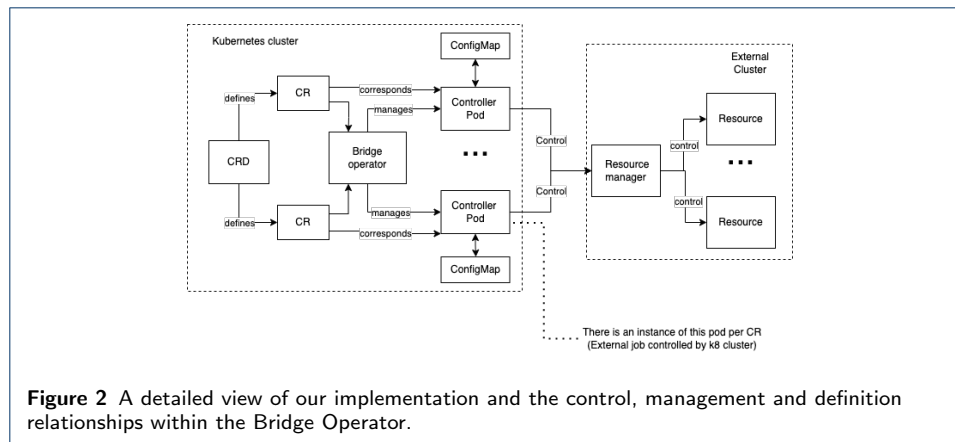 Kubernetes cluster
ConfigMap
External
Cluster
CR
corresponds
defines
manages
Controller
Pod
Resource
Control
control
CRD
Bridge
operator
...
Resource
manager
...
Control
control
Controller
Pod
Resource
manages
defines
CR
corresponds
ConfigMap
There is an instance of this pod per CR
(External job controlled by k8 cluster)
Figure 2 A detailed view of our implementation and the control, management and definition
relationships within the Bridge Operator.